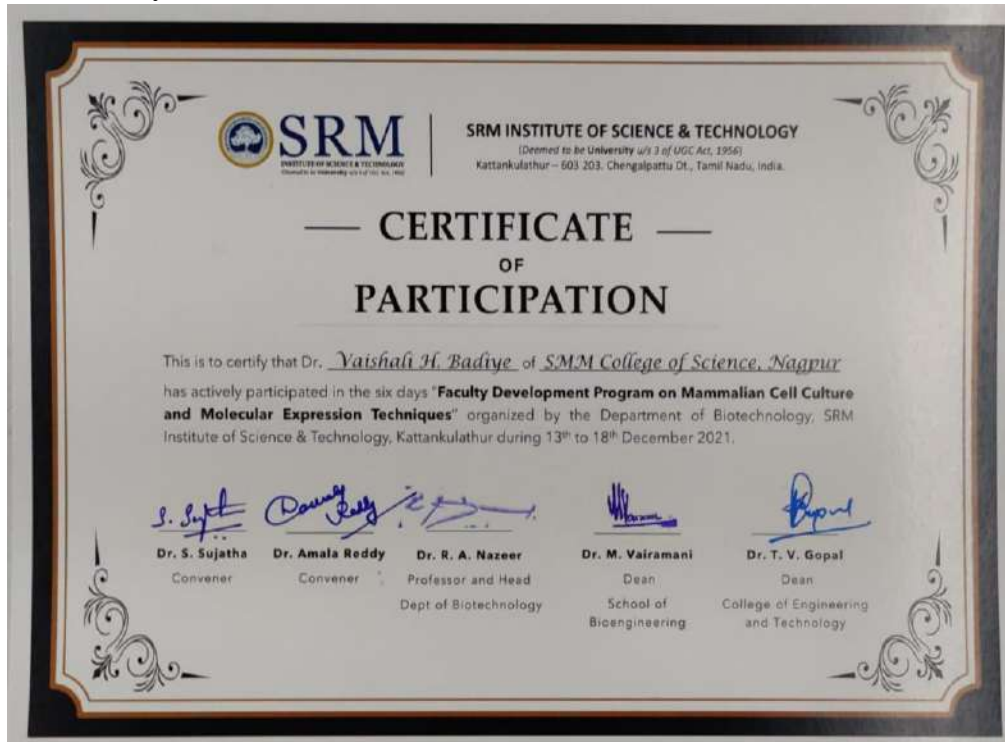 SRM
INSTITUTE OF SCIENCE & TECHNOLOGY
SRM INSTITUTE OF SCIENCE & TECHNOLOGY
(Deemed to be University u/s 3 of UGC Act, 1956)
Kattankulathur – 603 203. Chengalpattu Dt., Tamil Nadu, India.
CERTIFICATE
OF
PARTICIPATION
This is to certify that Dr. Vaishali H. Badiye of SMM College of Science, Nagpur
has actively participated in the six days "Faculty Development Program on Mammalian Cell Culture
and Molecular Expression Techniques" organized by the Department of Biotechnology, SRM
Institute of Science & Technology, Kattankulathur during 13th to 18th December 2021.
Dr. S. Sujatha Dr. Amala Reddy Dr. R. A. Nazeer Dr. M. Vairamani Dr. T. V. Gopal
Convener Convener Professor and Head Dean Dean
Dept of Biotechnology School of College of Engineering
Bioengineering and Technology